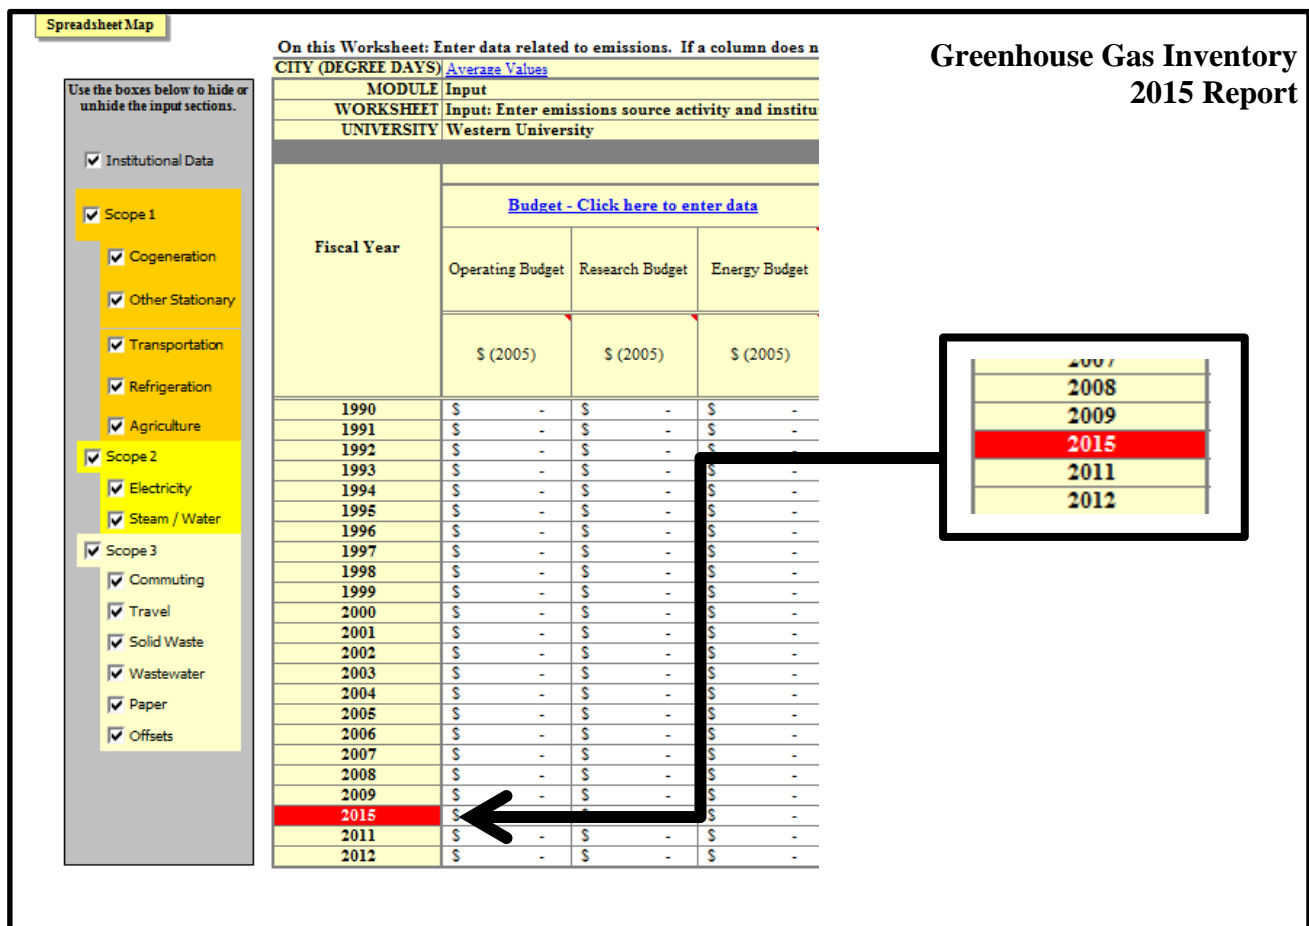 Spreadsheet Map
Greenhouse Gas Inventory
2015 Report
Use the boxes below to hide or
unhide the input sections.
Institutional Data
Scope 1
Cogeneration
Other Stationary
Transportation
Refrigeration
Agriculture
Scope 2
Electricity
Steam / Water
Scope 3
Commuting
Travel
Solid Waste
Wastewater
Paper
Offsets
On this Worksheet: Enter data related to emissions. If a column does n
CITY (DEGREE DAYS) Average Values
MODULE Input
WORKSHEET Input: Enter emissions source activity and institu
UNIVERSITY Western University
Budget - Click here to enter data
Fiscal Year
Operating Budget Research Budget Energy Budget
$ (2005) $ (2005) $ (2005)
1990 $ - $ - $ -
1991 $ - $ - $ -
1992 $ - $ - $ -
1993 $ - $ - $ -
1994 $ - $ - $ -
1995 $ - $ - $ -
1996 $ - $ - $ -
1997 $ - $ - $ -
1998 $ - $ - $ -
1999 $ - $ - $ -
2000 $ - $ - $ -
2001 $ - $ - $ -
2002 $ - $ - $ -
2003 $ - $ - $ -
2004 $ - $ - $ -
2005 $ - $ - $ -
2006 $ - $ - $ -
2007 $ - $ - $ -
2008 $ - $ - $ -
2009 $ - $ - $ -
2015 $ $ -
2011 $ - $ - $ -
2012 $ - $ - $ -
2007
2008
2009
2015
2011
2012